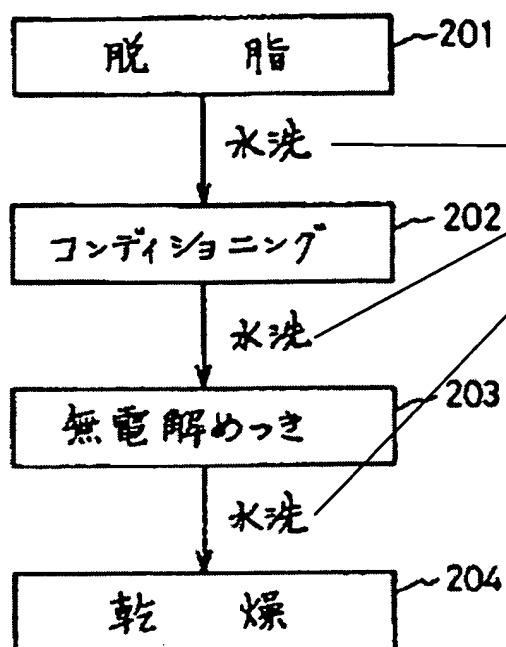 脱 脂 201
水洗
コンディショニング 202
水洗
無電解めっき 203
水洗
乾 燥 204